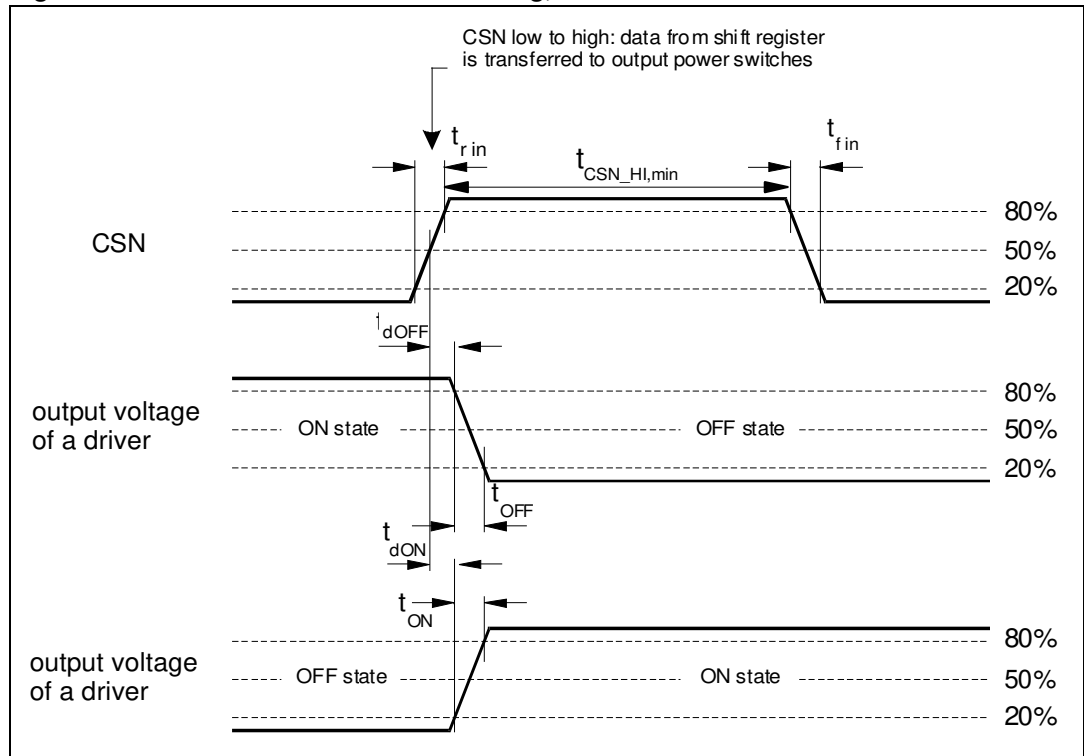 CSN low to high: data from shift register
is transferred to output power switches
t r in
t CSN_HI,min
t f in
CSN
80%
50%
20%
t dOFF
output voltage
of a driver
ON state
OFF state
80%
50%
20%
t OFF
t dON
t ON
output voltage
of a driver
OFF state
ON state
80%
50%
20%